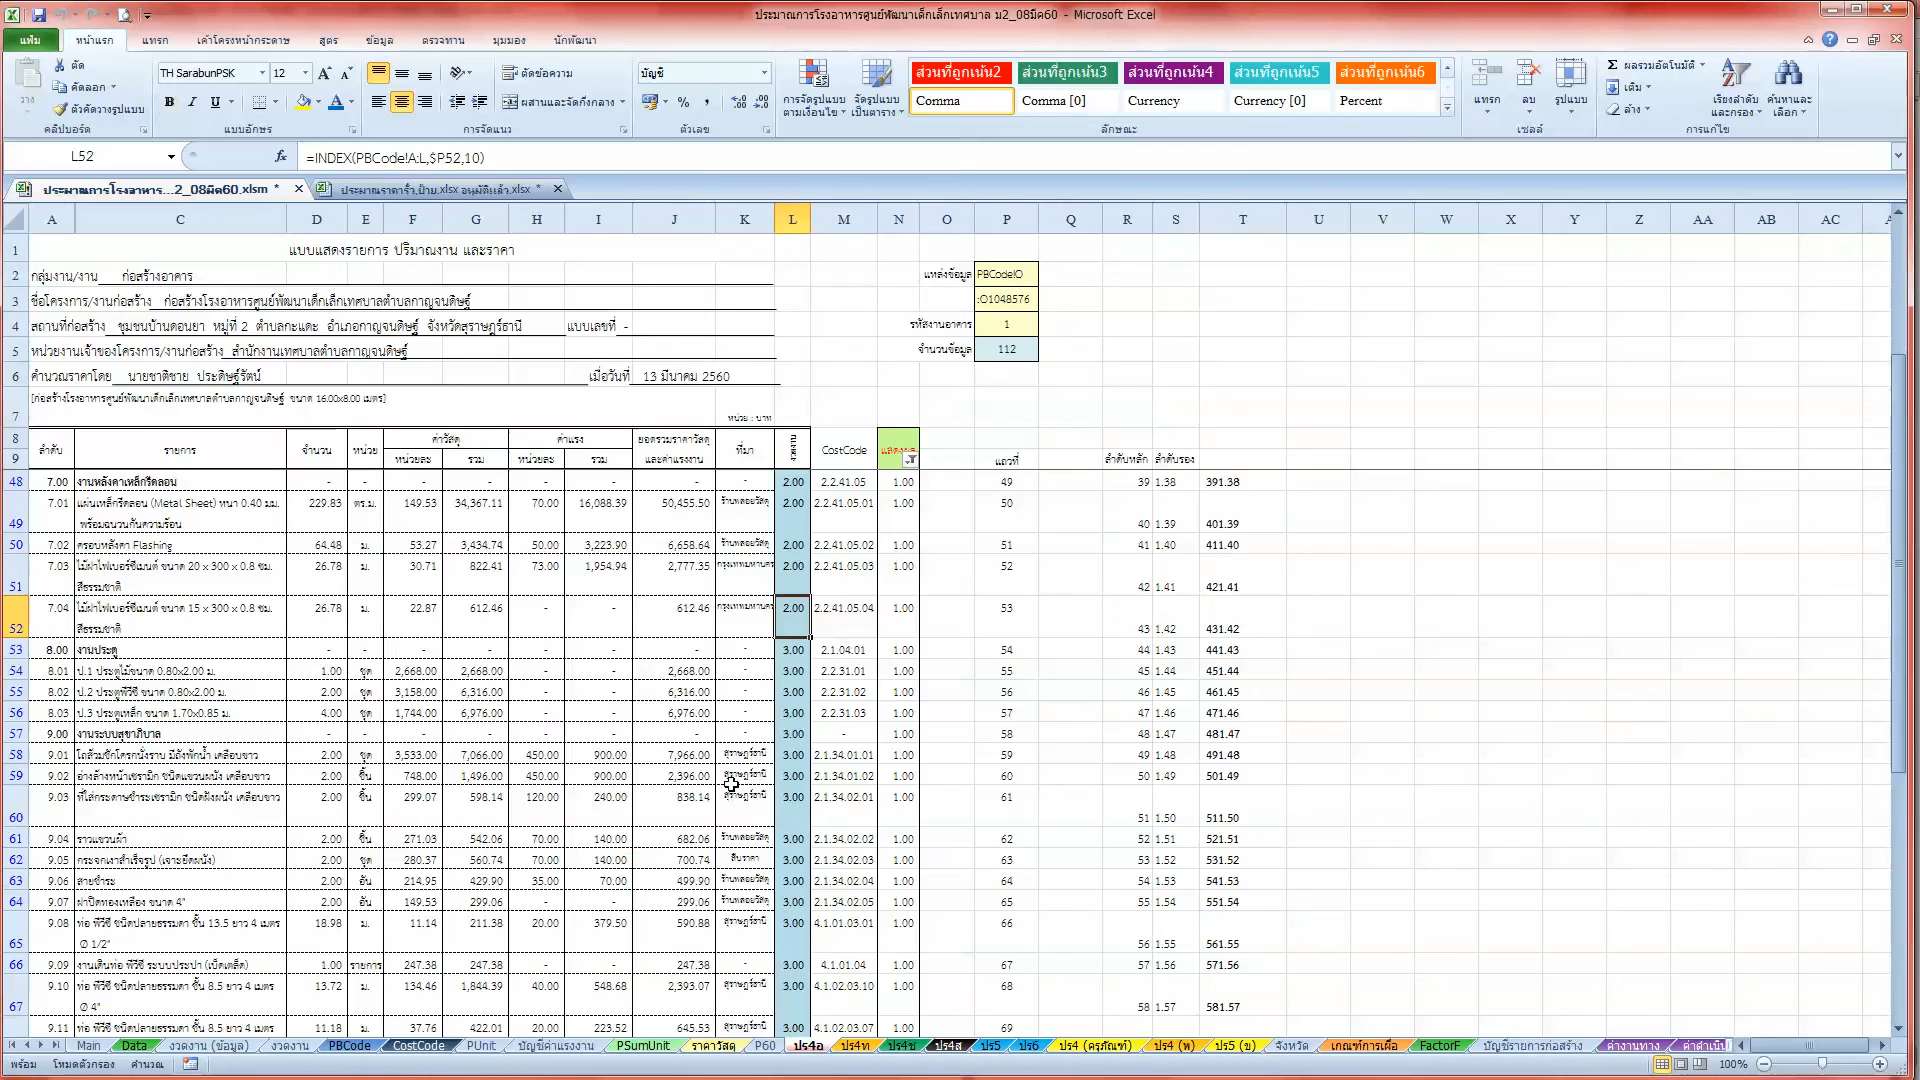 ประมาณการโรงอาหารศูนย์พัฒนาเด็กเล็กเทศบาล ม2_08มีค60 - Microsoft Excel
แฟ้ม หน้าแรก แทรก เค้าโครงหน้ากระดาษ สูตร ข้อมูล ตรวจทาน มุมมอง นักพัฒนา
วาง ตัด คัดลอก ตัวคัดวางรูปแบบ คลิปบอร์ด
TH SarabunPSK 12 แบบอักษร
ตัดข้อความ ผสานและจัดกึ่งกลาง การจัดแนว
บัญชี ตัวเลข
การจัดรูปแบบตามเงื่อนไข จัดรูปแบบเป็นตาราง
ส่วนที่ถูกเน้น2 ส่วนที่ถูกเน้น3 ส่วนที่ถูกเน้น4 ส่วนที่ถูกเน้น5 ส่วนที่ถูกเน้น6
Comma Comma [0] Currency Currency [0] Percent
ลักษณะ
แทรก ลบ รูปแบบ เซลล์
ผลรวมอัตโนมัติ เติม ล้าง เรียงลำดับและกรอง ค้นหาและเลือก การแก้ไข
L52 fx =INDEX(PBCode!A:L,$P52,10)
ประมาณการโรงอาหาร...2_08มีค60.xlsm * ประมาณราคารั้ว,ป้าย.xlsx อนุมัติแล้ว.xlsx *
A C D E F G H I J K L M N O P Q R S T U V W X Y Z AA AB AC
1 แบบแสดงรายการ ปริมาณงาน และราคา
2 กลุ่มงาน/งาน ก่อสร้างอาคาร แหล่งข้อมูล PBCode!O
3 ชื่อโครงการ/งานก่อสร้าง ก่อสร้างโรงอาหารศูนย์พัฒนาเด็กเล็กเทศบาลตำบลกาญจนดิษฐ์ :O1048576
4 สถานที่ก่อสร้าง ชุมชนบ้านดอนยา หมู่ที่ 2 ตำบลกะแดะ อำเภอกาญจนดิษฐ์ จังหวัดสุราษฎร์ธานี แบบเลขที่ - รหัสงานอาคาร 1
5 หน่วยงานเจ้าของโครงการ/งานก่อสร้าง สำนักงานเทศบาลตำบลกาญจนดิษฐ์ จำนวนข้อมูล 112
6 คำนวณราคาโดย นายชาติชาย ประดิษฐ์รัตน์ เมื่อวันที่ 13 มีนาคม 2560
[ก่อสร้างโรงอาหารศูนย์พัฒนาเด็กเล็กเทศบาลตำบลกาญจนดิษฐ์ ขนาด 16.00x8.00 เมตร]
7 หน่วย : บาท
8 ลำดับ รายการ จำนวน หน่วย ค่าวัสดุ ค่าแรง ยอดรวมราคาวัสดุ ที่มา งวดงาน CostCode แสดงผล
9 หน่วยละ รวม หน่วยละ รวม และค่าแรงงาน แถวที่ ลำดับหลัก ลำดับรอง
48 7.00 งานหลังคาเหล็กรีดลอน - - - - - - - 2.00 2.2.41.05 1.00 49 39 1.38 391.38
49 7.01 แผ่นเหล็กรีดลอน (Metal Sheet) หนา 0.40 มม. พร้อมฉนวนกันความร้อน 229.83 ตร.ม. 149.53 34,367.11 70.00 16,088.39 50,455.50 ร้านพลอยวัสดุ 2.00 2.2.41.05.01 1.00 50 40 1.39 401.39
50 7.02 ครอบหลังคา Flashing 64.48 ม. 53.27 3,434.74 50.00 3,223.90 6,658.64 ร้านพลอยวัสดุ 2.00 2.2.41.05.02 1.00 51 41 1.40 411.40
51 7.03 ไม้ฝาไฟเบอร์ซีเมนต์ ขนาด 20 x 300 x 0.8 ซม. สีธรรมชาติ 26.78 ม. 30.71 822.41 73.00 1,954.94 2,777.35 กรุงเทพมหานคร 2.00 2.2.41.05.03 1.00 52 42 1.41 421.41
52 7.04 ไม้ฝาไฟเบอร์ซีเมนต์ ขนาด 15 x 300 x 0.8 ซม. สีธรรมชาติ 26.78 ม. 22.87 612.46 - - 612.46 กรุงเทพมหานคร 2.00 2.2.41.05.04 1.00 53 43 1.42 431.42
53 8.00 งานประตู - - - - - - - 3.00 2.1.04.01 1.00 54 44 1.43 441.43
54 8.01 ป.1 ประตูไม้ขนาด 0.80x2.00 ม. 1.00 ชุด 2,668.00 2,668.00 - - 2,668.00 3.00 2.2.31.01 1.00 55 45 1.44 451.44
55 8.02 ป.2 ประตูพีวีซี ขนาด 0.80x2.00 ม. 2.00 ชุด 3,158.00 6,316.00 - - 6,316.00 3.00 2.2.31.02 1.00 56 46 1.45 461.45
56 8.03 ป.3 ประตูเหล็ก ขนาด 1.70x0.85 ม. 4.00 ชุด 1,744.00 6,976.00 - - 6,976.00 - 3.00 2.2.31.03 1.00 57 47 1.46 471.46
57 9.00 งานระบบสุขาภิบาล - - - - - - - 3.00 - 1.00 58 48 1.47 481.47
58 9.01 โถส้วมชักโครกนั่งราบ มีถังพักน้ำ เคลือบขาว 2.00 ชุด 3,533.00 7,066.00 450.00 900.00 7,966.00 สุราษฎร์ธานี 3.00 2.1.34.01.01 1.00 59 49 1.48 491.48
59 9.02 อ่างล้างหน้าเซรามิก ชนิดแขวนผนัง เคลือบขาว 2.00 ชิ้น 748.00 1,496.00 450.00 900.00 2,396.00 สุราษฎร์ธานี 3.00 2.1.34.01.02 1.00 60 50 1.49 501.49
60 9.03 ที่ใส่กระดาษชำระเซรามิก ชนิดฝังผนัง เคลือบขาว 2.00 ชิ้น 299.07 598.14 120.00 240.00 838.14 สุราษฎร์ธานี 3.00 2.1.34.02.01 1.00 61 51 1.50 511.50
61 9.04 ราวแขวนผ้า 2.00 ชิ้น 271.03 542.06 70.00 140.00 682.06 ร้านพลอยวัสดุ 3.00 2.1.34.02.02 1.00 62 52 1.51 521.51
62 9.05 กระจกเงาสำเร็จรูป (เจาะยึดผนัง) 2.00 ชุด 280.37 560.74 70.00 140.00 700.74 สืบราคา 3.00 2.1.34.02.03 1.00 63 53 1.52 531.52
63 9.06 สายชำระ 2.00 อัน 214.95 429.90 35.00 70.00 499.90 ร้านพลอยวัสดุ 3.00 2.1.34.02.04 1.00 64 54 1.53 541.53
64 9.07 ฝาปิดทองเหลือง ขนาด 4" 2.00 อัน 149.53 299.06 - - 299.06 ร้านพลอยวัสดุ 3.00 2.1.34.02.05 1.00 65 55 1.54 551.54
65 9.08 ท่อ พีวีซี ชนิดปลายธรรมดา ชั้น 13.5 ยาว 4 เมตร Ø 1/2" 18.98 ม. 11.14 211.38 20.00 379.50 590.88 สุราษฎร์ธานี 3.00 4.1.01.03.01 1.00 66 56 1.55 561.55
66 9.09 งานเดินท่อ พีวีซี ระบบประปา (เบ็ดเตล็ด) 1.00 รายการ 247.38 247.38 - - 247.38 - 3.00 4.1.01.04 1.00 67 57 1.56 571.56
67 9.10 ท่อ พีวีซี ชนิดปลายธรรมดา ชั้น 8.5 ยาว 4 เมตร Ø 4" 13.72 ม. 134.46 1,844.39 40.00 548.68 2,393.07 สุราษฎร์ธานี 3.00 4.1.02.03.10 1.00 68 58 1.57 581.57
9.11 ท่อ พีวีซี ชนิดปลายธรรมดา ชั้น 8.5 ยาว 4 เมตร 11.18 ม. 37.76 422.01 20.00 223.52 645.53 สุราษฎร์ธานี 3.00 4.1.02.03.07 1.00 69
Main Data งวดงาน (ข้อมูล) งวดงาน PBCode CostCode PUnit บัญชีค่าแรงงาน PSumUnit ราคาวัสดุ P60 ปร4อ ปร4ท ปร4ช ปร4ส ปร5 ปร6 ปร4 (ครุภัณฑ์) ปร4 (พ) ปร5 (ข) จังหวัด เกณฑ์การเผื่อ FactorF บัญชีรายการก่อสร้าง ค่างานทาง ค่าดำเนิน
พร้อม โหมดตัวกรอง คำนวณ 100%